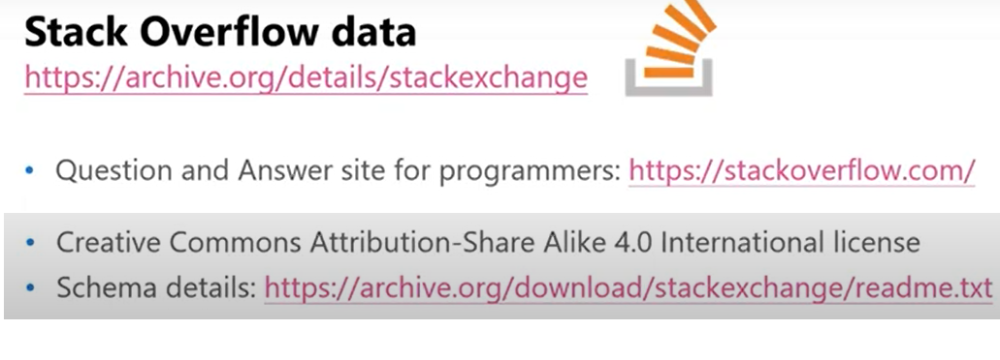 Stack Overflow data
https://archive.org/details/stackexchange
• Question and Answer site for programmers: https://stackoverflow.com/
• Creative Commons Attribution-Share Alike 4.0 International license
• Schema details: https://archive.org/download/stackexchange/readme.txt